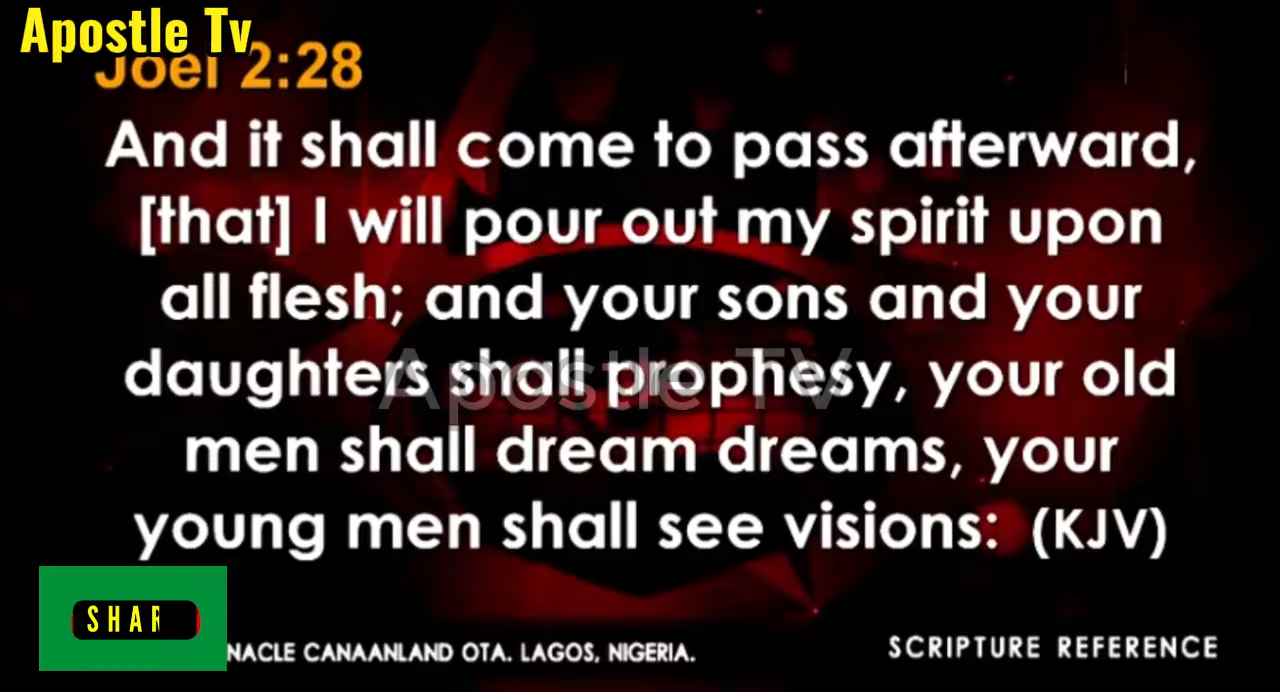 Apostle Tv
Joel 2:28
And it shall come to pass afterward,
[that] I will pour out my spirit upon
all flesh; and your sons and your
daughters shall prophesy, your old
men shall dream dreams, your
young men shall see visions: (KJV)
Apostle TV
SHAR
NACLE CANAANLAND OTA. LAGOS, NIGERIA.
SCRIPTURE REFERENCE